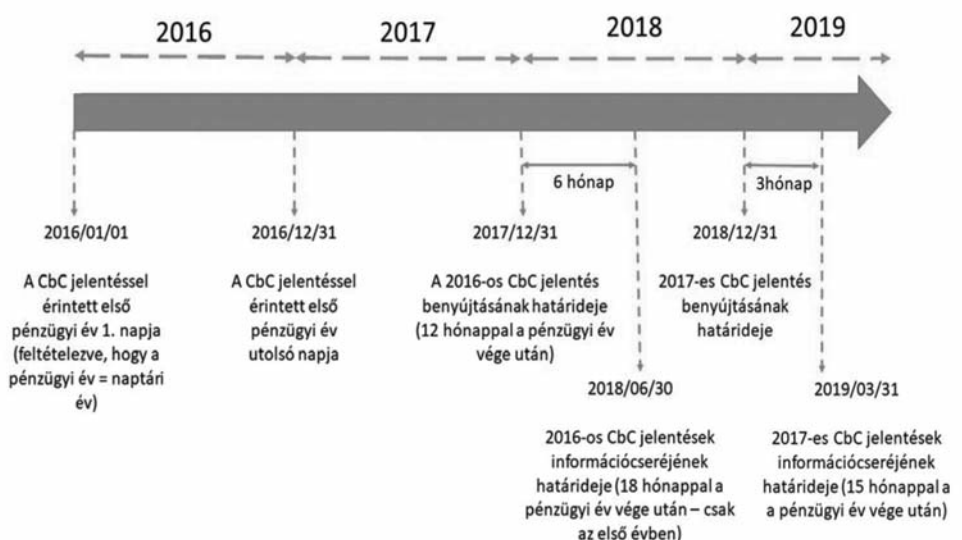 2016
2017
2018
2019
6 hónap
3hónap
2016/01/01
A CbC jelentéssel
érintett első
pénzügyi év 1. napja
(feltételezve, hogy a
pénzügyi év = naptári
év)
2016/12/31
A CbC jelentéssel
érintett első
pénzügyi év
utolsó napja
2017/12/31
A 2016-os CbC jelentés
benyújtásának határideje
(12 hónappal a pénzügyi év
vége után)
2018/12/31
2017-es CbC jelentés
benyújtásának
határideje
2018/06/30
2016-os CbC jelentések
információcseréjének
határideje (18 hónappal a
pénzügyi év vége után – csak
az első évben)
2019/03/31
2017-es CbC jelentések
információcseréjének
határideje (15 hónappal a
a pénzügyi év vége után)